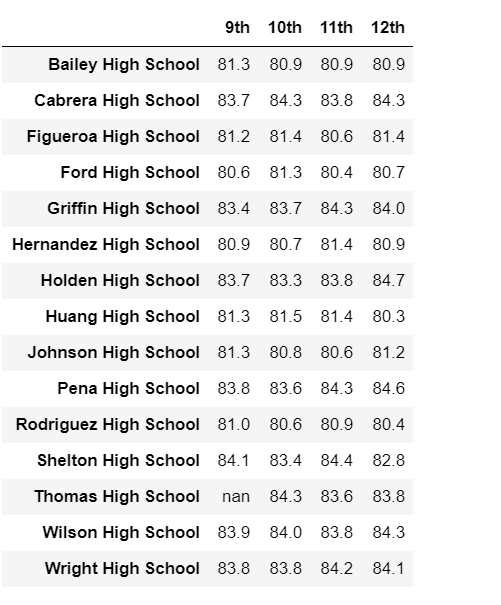 9th 10th 11th 12th
Bailey High School 81.3 80.9 80.9 80.9
Cabrera High School 83.7 84.3 83.8 84.3
Figueroa High School 81.2 81.4 80.6 81.4
Ford High School 80.6 81.3 80.4 80.7
Griffin High School 83.4 83.7 84.3 84.0
Hernandez High School 80.9 80.7 81.4 80.9
Holden High School 83.7 83.3 83.8 84.7
Huang High School 81.3 81.5 81.4 80.3
Johnson High School 81.3 80.8 80.6 81.2
Pena High School 83.8 83.6 84.3 84.6
Rodriguez High School 81.0 80.6 80.9 80.4
Shelton High School 84.1 83.4 84.4 82.8
Thomas High School nan 84.3 83.6 83.8
Wilson High School 83.9 84.0 83.8 84.3
Wright High School 83.8 83.8 84.2 84.1